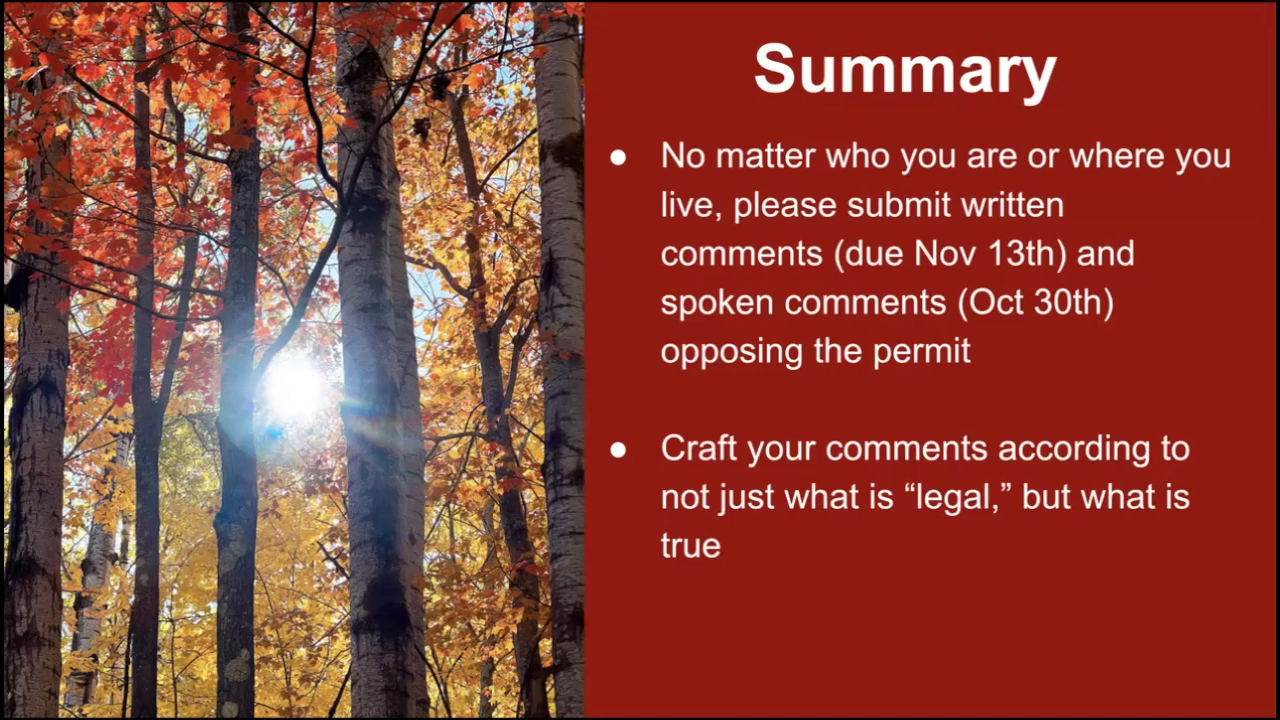 Summary
● No matter who you are or where you
live, please submit written
comments (due Nov 13th) and
spoken comments (Oct 30th)
opposing the permit
● Craft your comments according to
not just what is “legal,” but what is
true